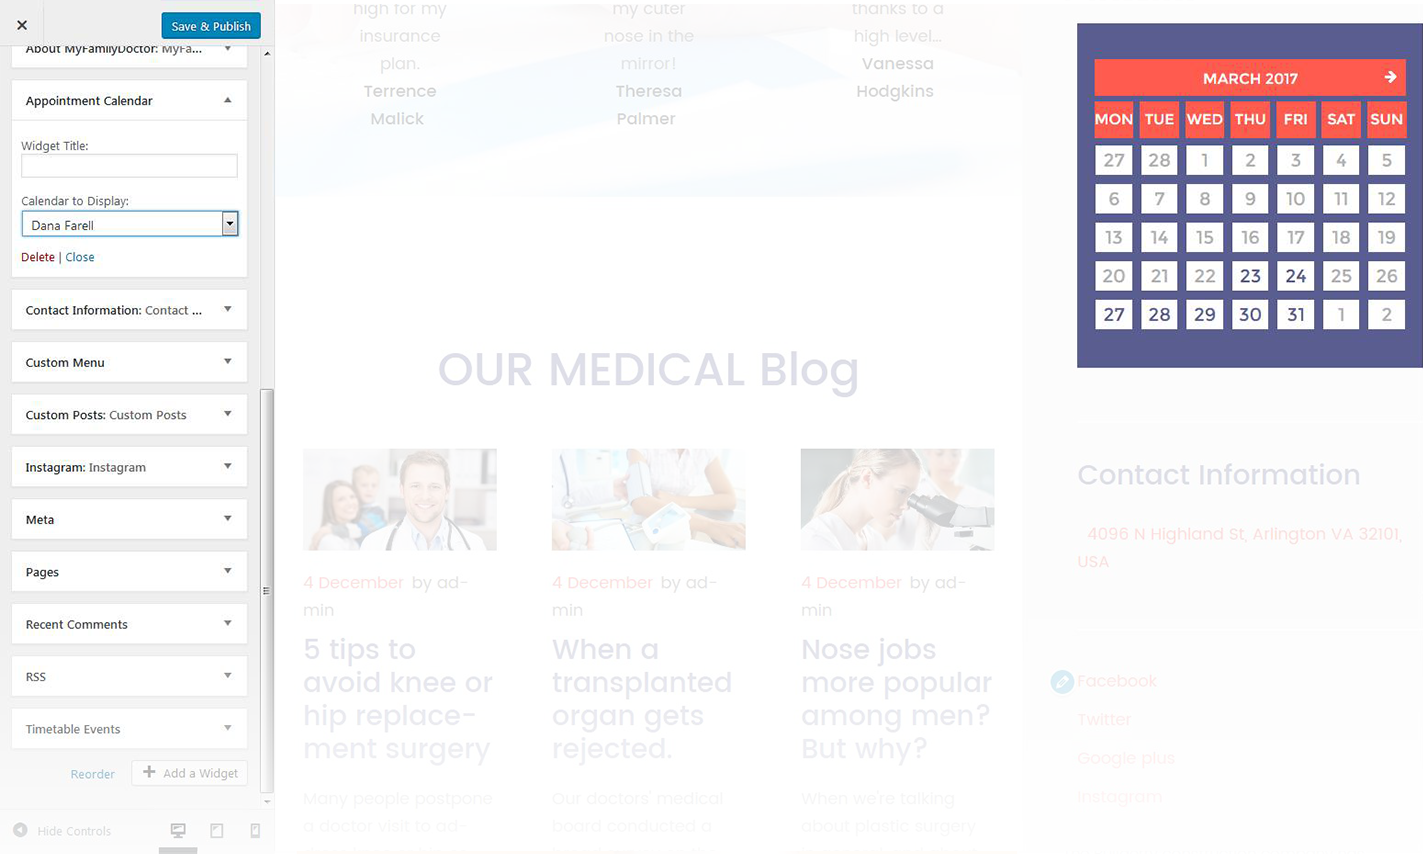 × Save & Publish
About MyFamilyDoctor: MyFa...
Appointment Calendar
Widget Title:
Calendar to Display:
Dana Farell
Delete | Close
Contact Information: Contact ...
Custom Menu
Custom Posts: Custom Posts
Instagram: Instagram
Meta
Pages
Recent Comments
RSS
Timetable Events
Reorder
Add a Widget
Hide Controls
high for my
insurance
plan.
Terrence
Malick
my cuter
nose in the
mirror!
Theresa
Palmer
thanks to a
high level...
Vanessa
Hodgkins
OUR MEDICAL Blog
4 December by ad-
min
5 tips to
avoid knee or
hip replace-
ment surgery
Many people postpone
a doctor visit to ad-
4 December by ad-
min
When a
transplanted
organ gets
rejected.
Our doctors' medical
board conducted a
4 December by ad-
min
Nose jobs
more popular
among men?
But why?
When we're talking
about plastic surgery
MARCH 2017
MON TUE WED THU FRI SAT SUN
27 28 1 2 3 4 5
6 7 8 9 10 11 12
13 14 15 16 17 18 19
20 21 22 23 24 25 26
27 28 29 30 31 1 2
Contact Information
4096 N Highland St, Arlington VA 32101,
USA
Facebook
Twitter
Google plus
Instagram